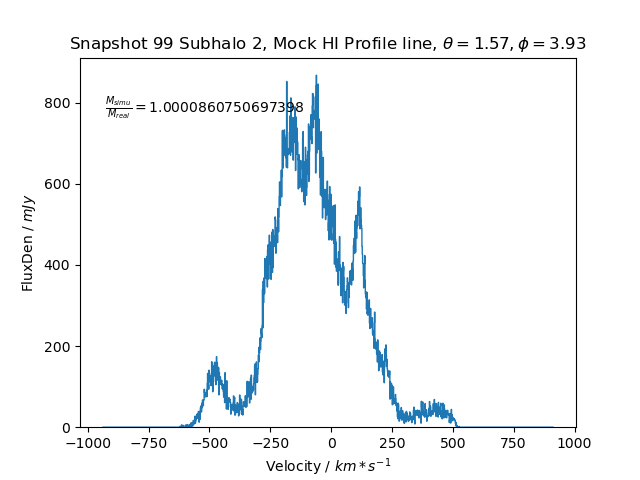 Snapshot 99 Subhalo 2, Mock HI Profile line, θ = 1.57, ϕ = 3.93
M_simu/M_real = 1.0000860750697398
FluxDen / mJy
800
600
400
200
0
−1000 −750 −500 −250 0 250 500 750 1000
Velocity / km * s⁻¹